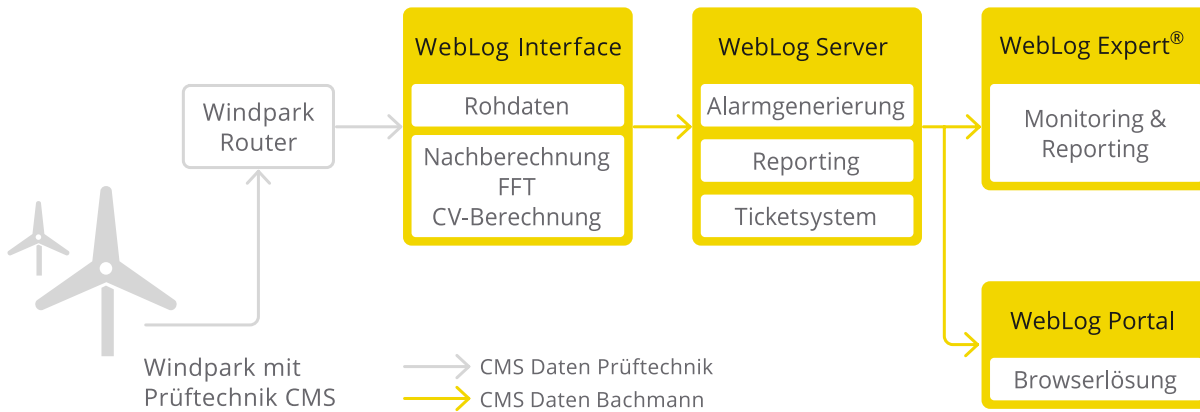 Windpark mit
Prüftechnik CMS
Windpark
Router
WebLog Interface
Rohdaten
Nachberechnung
FFT
CV-Berechnung
WebLog Server
Alarmgenerierung
Reporting
Ticketsystem
WebLog Expert®
Monitoring &
Reporting
WebLog Portal
Browserlösung
CMS Daten Prüftechnik
CMS Daten Bachmann